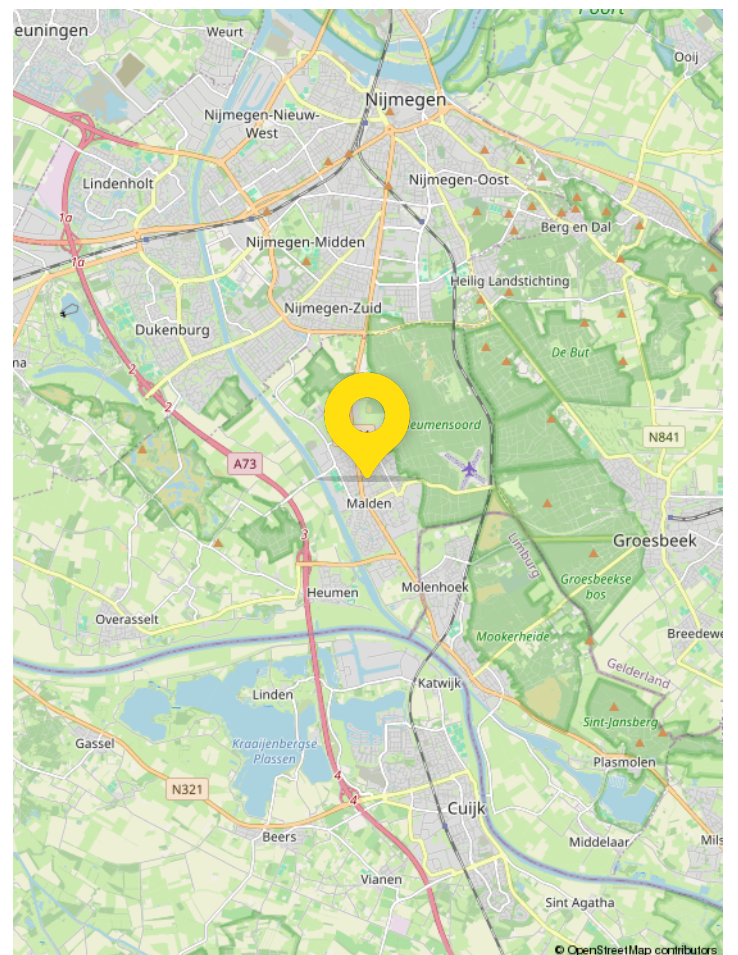 euningen
Weurt
Ooij
Nijmegen
Nijmegen-Nieuw-
West
Lindenholt
Nijmegen-Oost
1a
Berg en Dal
Nijmegen-Midden
1a
Heilig Landstichting
Nijmegen-Zuid
Dukenburg
De But
na
2
2
eumensoord
N841
A73
Malden
3
Limburg
Groesbeek
Groesbeekse
bos
Molenhoek
Heumen
Overasselt
Mookerheide
Breedewe
Gelderland
Katwijk
Linden
Sint-Jansberg
Gassel
Kraaijenbergse
Plassen
Plasmolen
4
N321
4
Cuijk
Beers
Middelaar
Mils
Vianen
Sint Agatha
© OpenStreetMap contributors